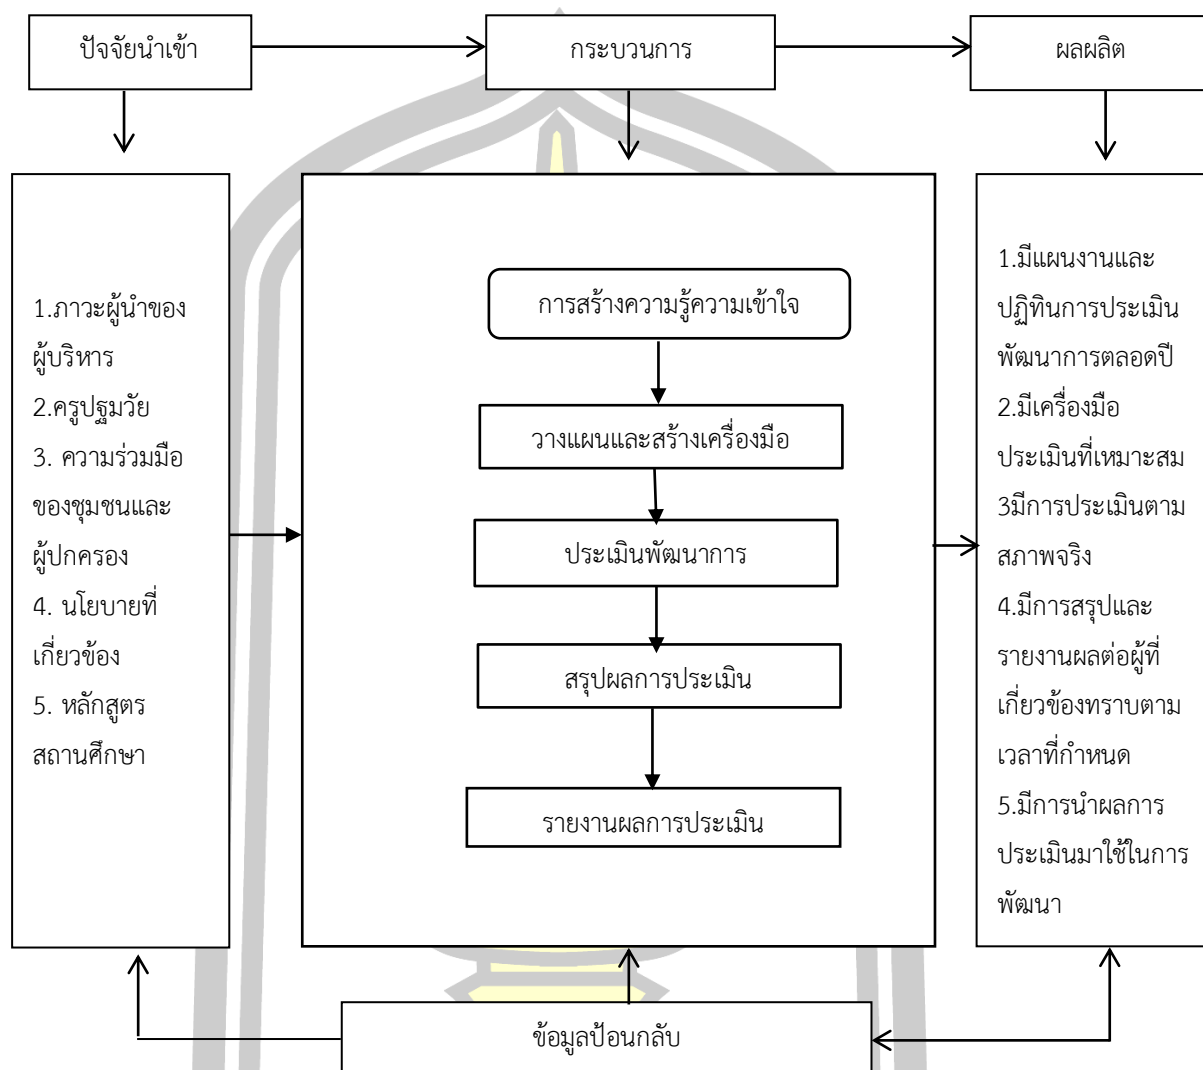 ปัจจัยนำเข้า
กระบวนการ
ผลผลิต
1.ภาวะผู้นำของ
ผู้บริหาร
2.ครูปฐมวัย
3. ความร่วมมือ
ของชุมชนและ
ผู้ปกครอง
4. นโยบายที่
เกี่ยวข้อง
5. หลักสูตร
สถานศึกษา
การสร้างความรู้ความเข้าใจ
วางแผนและสร้างเครื่องมือ
ประเมินพัฒนาการ
สรุปผลการประเมิน
รายงานผลการประเมิน
1.มีแผนงานและ
ปฏิทินการประเมิน
พัฒนาการตลอดปี
2.มีเครื่องมือ
ประเมินที่เหมาะสม
3มีการประเมินตาม
สภาพจริง
4.มีการสรุปและ
รายงานผลต่อผู้ที่
เกี่ยวข้องทราบตาม
เวลาที่กำหนด
5.มีการนำผลการ
ประเมินมาใช้ในการ
พัฒนา
ข้อมูลป้อนกลับ